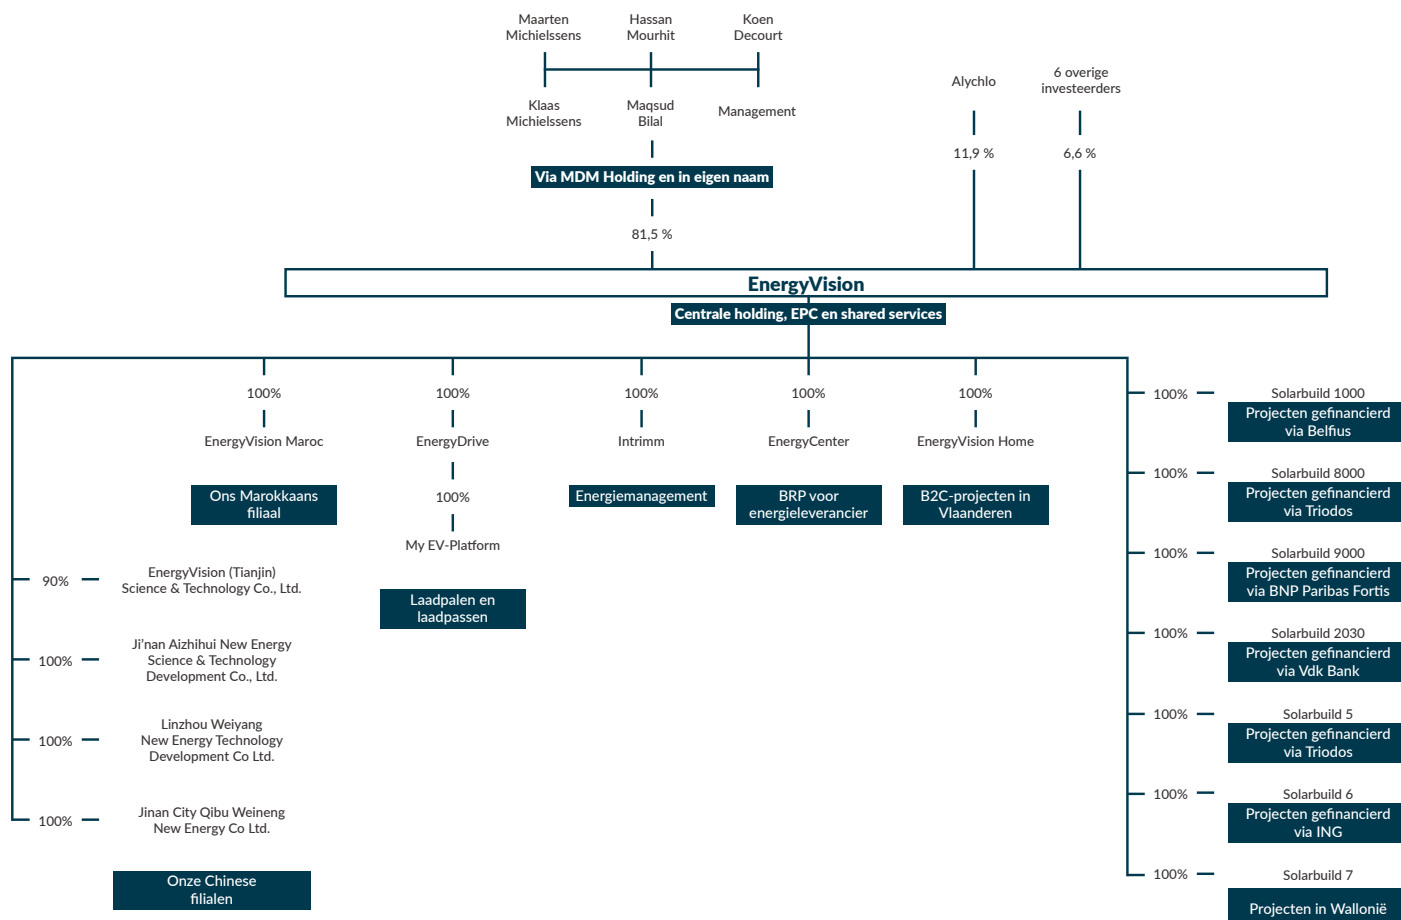 Maarten
Michielssens
Hassan
Mourhit
Koen
Decourt
Klaas
Michielssens
Maqsud
Bilal
Management
Via MDM Holding en in eigen naam
81,5 %
Alychlo
11,9 %
6 overige
investeerders
6,6 %
EnergyVision
Centrale holding, EPC en shared services
100%
EnergyVision Maroc
Ons Marokkaans
filiaal
100%
EnergyDrive
100%
My EV-Platform
Laadpalen en
laadpassen
100%
Intrimm
Energiemanagement
100%
EnergyCenter
BRP voor
energieleverancier
100%
EnergyVision Home
B2C-projecten in
Vlaanderen
90%
EnergyVision (Tianjin)
Science & Technology Co., Ltd.
100%
Ji'nan Aizhihui New Energy
Science & Technology
Development Co., Ltd.
100%
Linzhou Weiyang
New Energy Technology
Development Co Ltd.
100%
Jinan City Qibu Weineng
New Energy Co Ltd.
Onze Chinese
filialen
100%
Solarbuild 1000
Projecten gefinancierd
via Belfius
100%
Solarbuild 8000
Projecten gefinancierd
via Triodos
100%
Solarbuild 9000
Projecten gefinancierd
via BNP Paribas Fortis
100%
Solarbuild 2030
Projecten gefinancierd
via Vdk Bank
100%
Solarbuild 5
Projecten gefinancierd
via Triodos
100%
Solarbuild 6
Projecten gefinancierd
via ING
100%
Solarbuild 7
Projecten in Wallonië